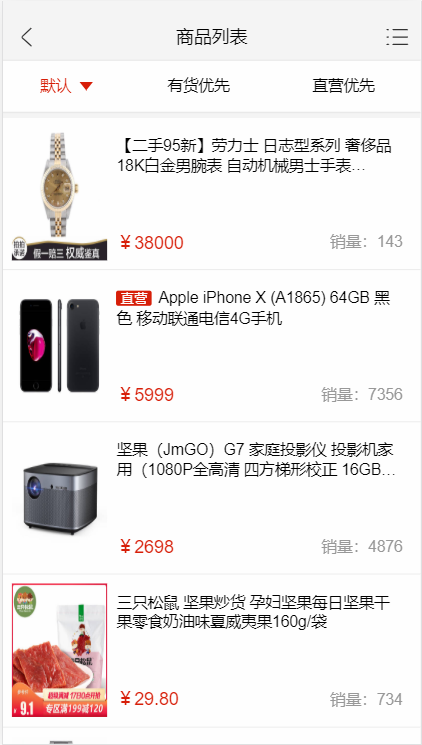 商品列表
默认
有货优先
直营优先
【二手95新】劳力士 日志型系列 奢侈品
18K白金男腕表 自动机械男士手表...
拍拍
承诺
假一赔三 权威鉴真
¥38000
销量：143
直营 Apple iPhone X (A1865) 64GB 黑
色 移动联通电信4G手机
¥5999
销量：7356
坚果（JmGO）G7 家庭投影仪 投影机家
用（1080P全高清 四方梯形校正 16GB...
¥2698
销量：4876
三只松鼠 坚果炒货 孕妇坚果每日坚果干
果零食奶油味夏威夷果160g/袋
¥9.1
专区满199减120
¥29.80
销量：734